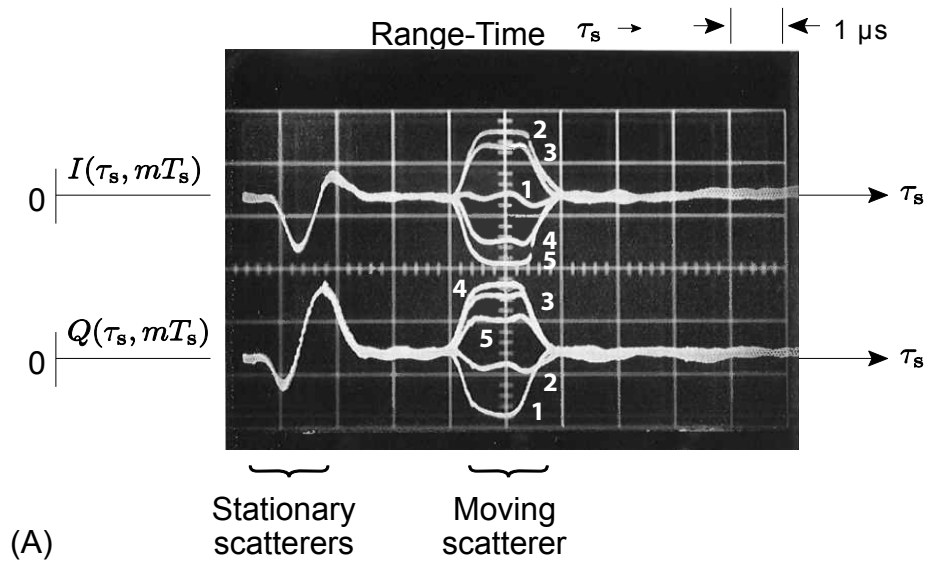 Range-Time τₛ → 1 μs
I(τₛ, mTₛ)
0
τₛ
2
3
1
4
5
4
3
Q(τₛ, mTₛ)
5
0
τₛ
2
1
Stationary
scatterers
Moving
scatterer
(A)